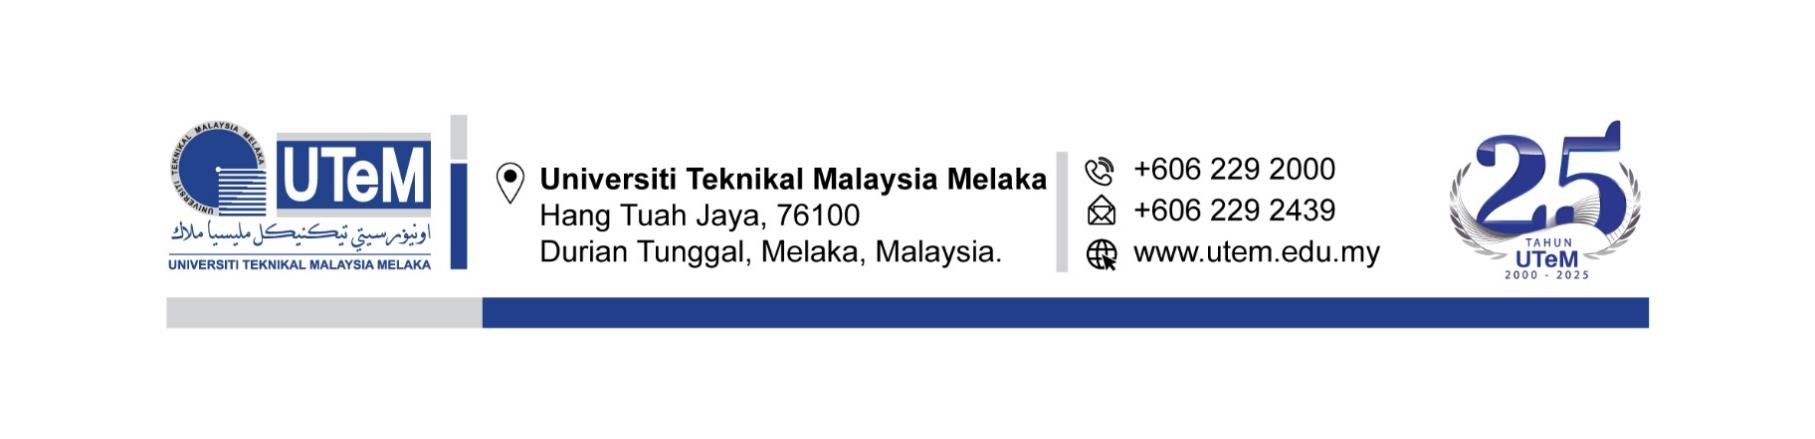 UNIVERSITI TEKNIKAL MALAYSIA MELAKA
UTeM
اونيۏرسيتي تيكنيكل مليسيا ملاك
UNIVERSITI TEKNIKAL MALAYSIA MELAKA
Universiti Teknikal Malaysia Melaka
Hang Tuah Jaya, 76100
Durian Tunggal, Melaka, Malaysia.
+606 229 2000
+606 229 2439
www.utem.edu.my
25
TAHUN
UTeM
2000 - 2025